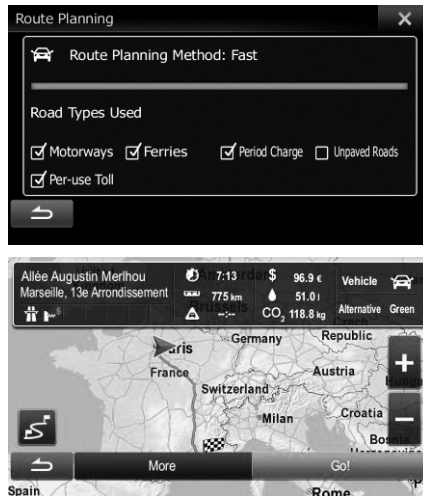 Route Planning
Route Planning Method: Fast
Road Types Used
Motorways Ferries Period Charge Unpaved Roads
Per-use Toll
Allée Augustin Merlhou
Marseille, 13e Arrondissement
7:13 $ 96.9 €
775 km 51.0 l
--:-- CO2 118.8 kg
Vehicle
Alternative Green
Germany
Republic
France
Austria
Switzerland
Milan
Croatia
More
Go!
Spain
Rome